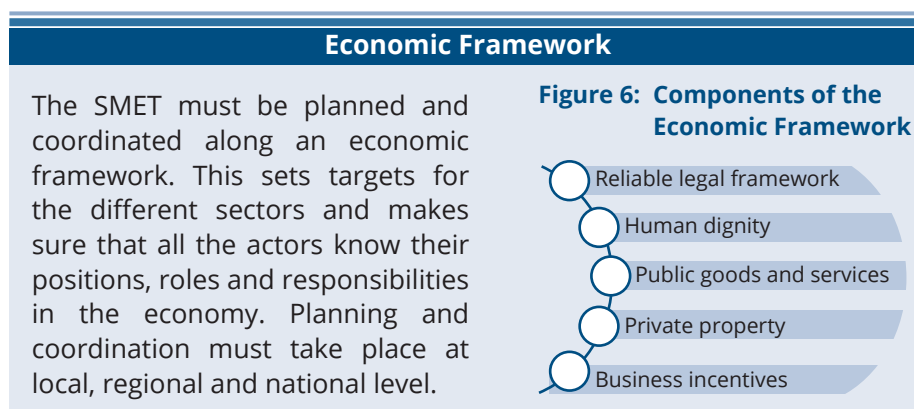 Economic Framework
The SMET must be planned and
coordinated along an economic
framework. This sets targets for
the different sectors and makes
sure that all the actors know their
positions, roles and responsibilities
in the economy. Planning and
coordination must take place at
local, regional and national level.
Figure 6: Components of the
Economic Framework
Reliable legal framework
Human dignity
Public goods and services
Private property
Business incentives